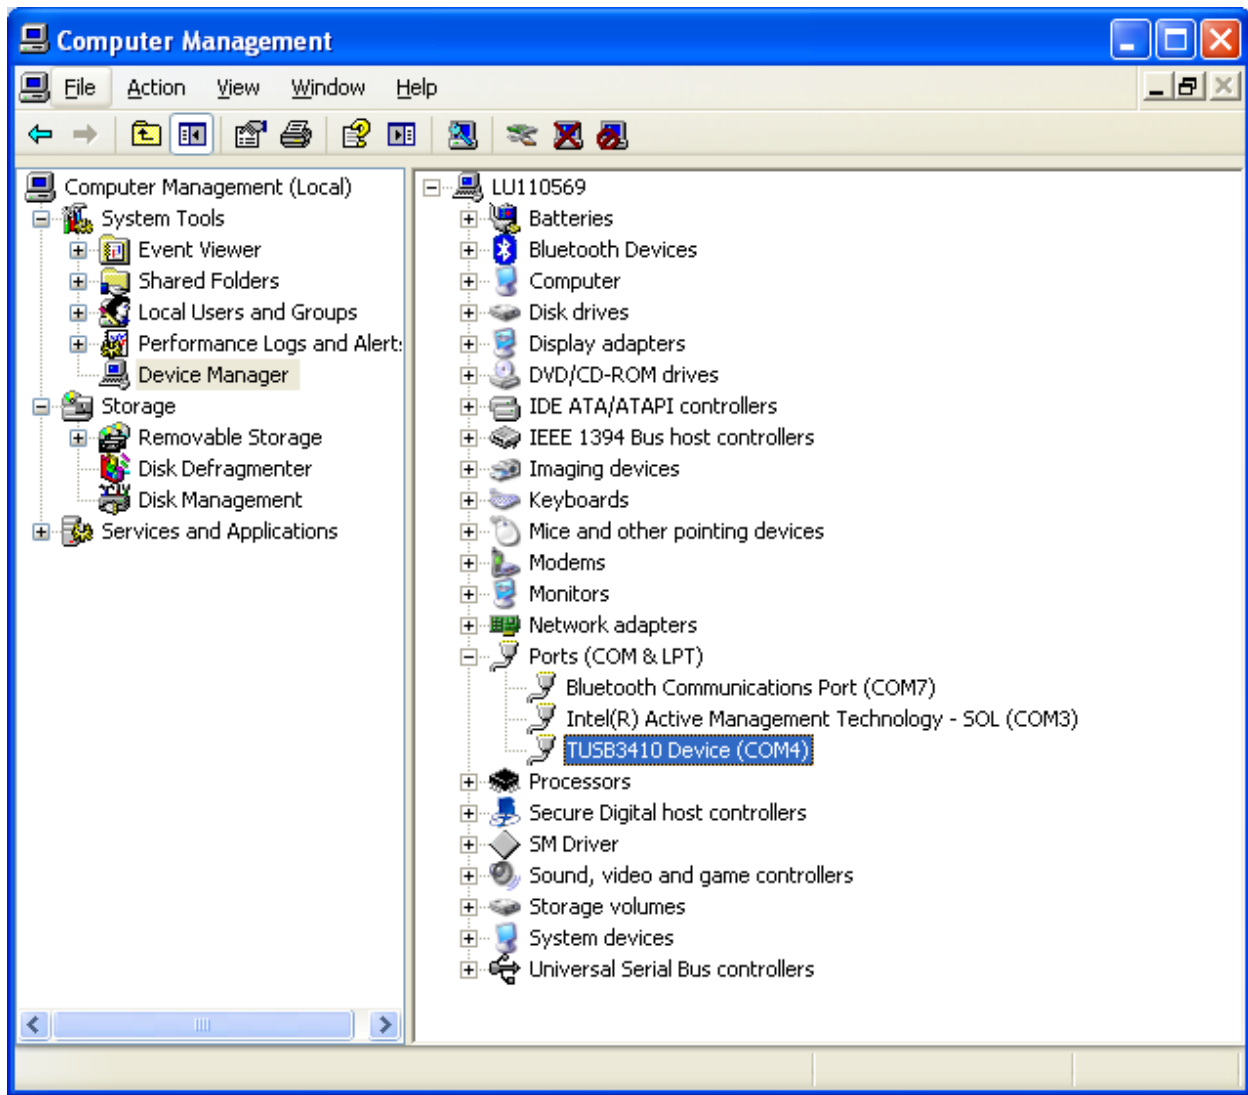 Computer Management
File Action View Window Help
Computer Management (Local)
System Tools
Event Viewer
Shared Folders
Local Users and Groups
Performance Logs and Alert:
Device Manager
Storage
Removable Storage
Disk Defragmenter
Disk Management
Services and Applications
LU110569
Batteries
Bluetooth Devices
Computer
Disk drives
Display adapters
DVD/CD-ROM drives
IDE ATA/ATAPI controllers
IEEE 1394 Bus host controllers
Imaging devices
Keyboards
Mice and other pointing devices
Modems
Monitors
Network adapters
Ports (COM & LPT)
Bluetooth Communications Port (COM7)
Intel(R) Active Management Technology - SOL (COM3)
TUSB3410 Device (COM4)
Processors
Secure Digital host controllers
SM Driver
Sound, video and game controllers
Storage volumes
System devices
Universal Serial Bus controllers